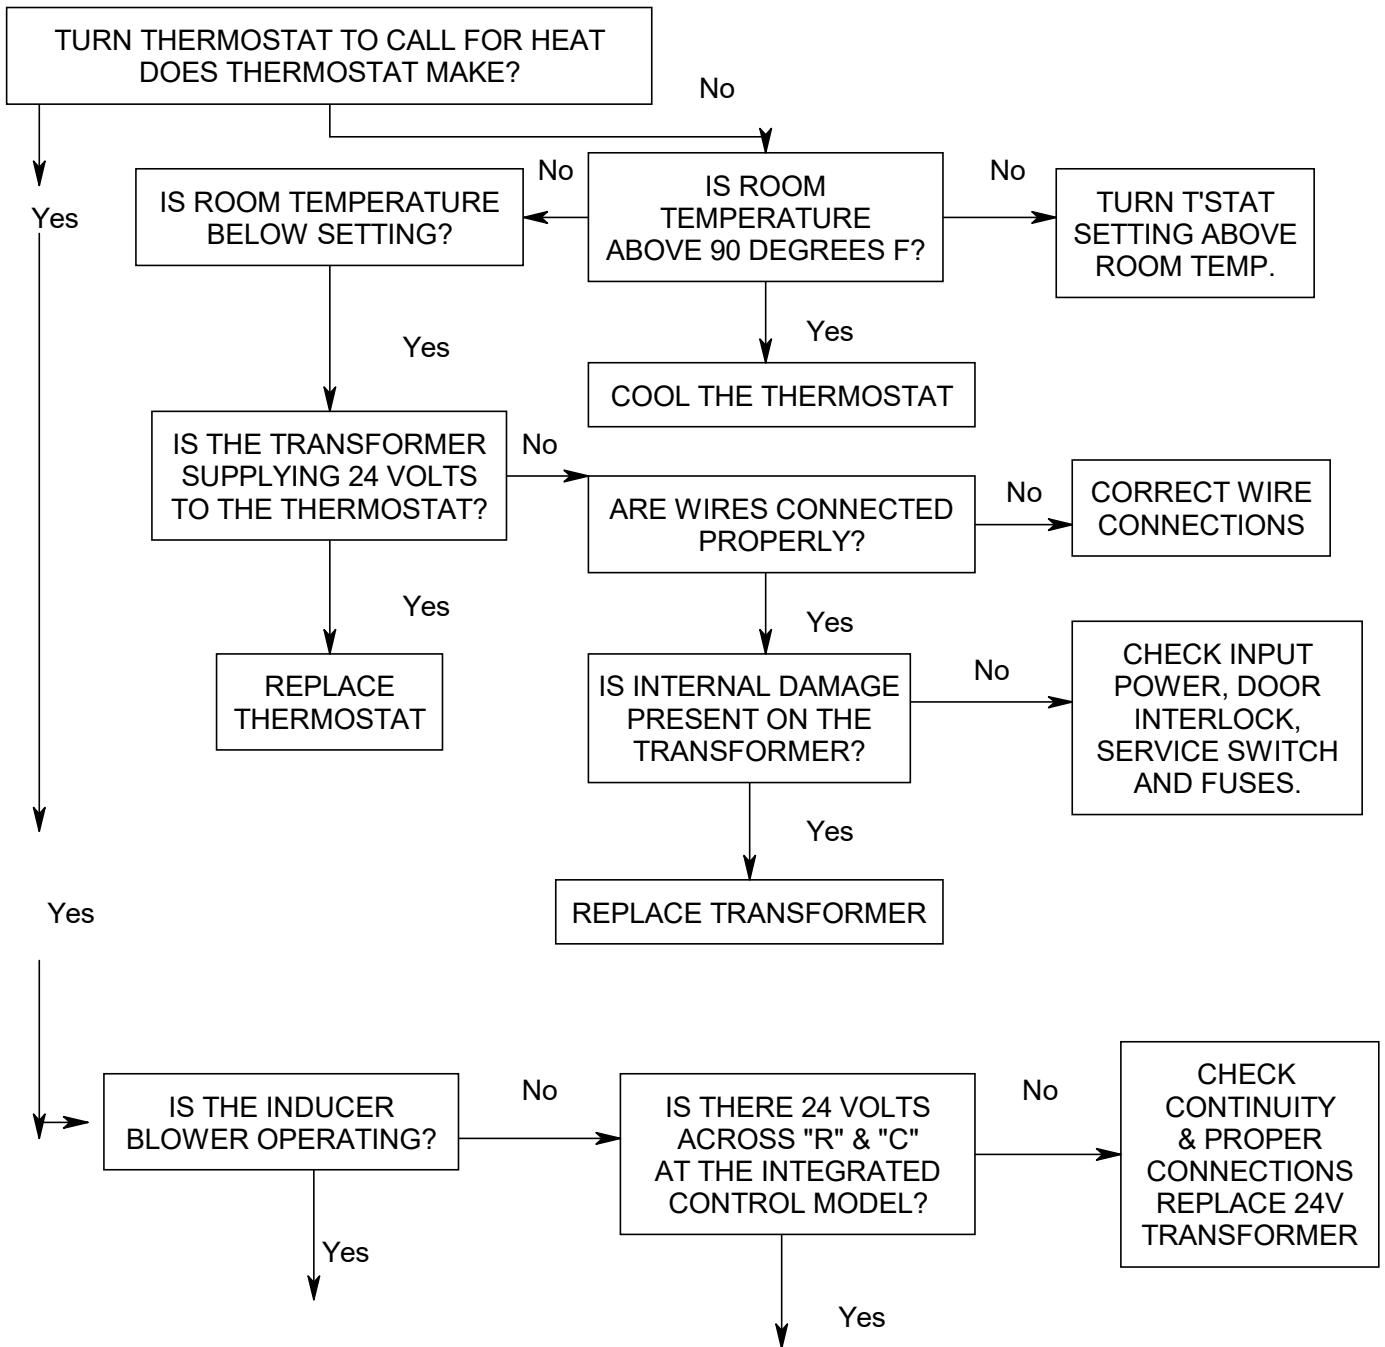 TURN THERMOSTAT TO CALL FOR HEAT
DOES THERMOSTAT MAKE?
No
Yes
IS ROOM TEMPERATURE
BELOW SETTING?
No
IS ROOM
TEMPERATURE
ABOVE 90 DEGREES F?
No
TURN T'STAT
SETTING ABOVE
ROOM TEMP.
Yes
Yes
COOL THE THERMOSTAT
IS THE TRANSFORMER
SUPPLYING 24 VOLTS
TO THE THERMOSTAT?
No
ARE WIRES CONNECTED
PROPERLY?
No
CORRECT WIRE
CONNECTIONS
Yes
Yes
REPLACE
THERMOSTAT
IS INTERNAL DAMAGE
PRESENT ON THE
TRANSFORMER?
No
CHECK INPUT
POWER, DOOR
INTERLOCK,
SERVICE SWITCH
AND FUSES.
Yes
REPLACE TRANSFORMER
Yes
IS THE INDUCER
BLOWER OPERATING?
No
IS THERE 24 VOLTS
ACROSS "R" & "C"
AT THE INTEGRATED
CONTROL MODEL?
No
CHECK
CONTINUITY
& PROPER
CONNECTIONS
REPLACE 24V
TRANSFORMER
Yes
Yes